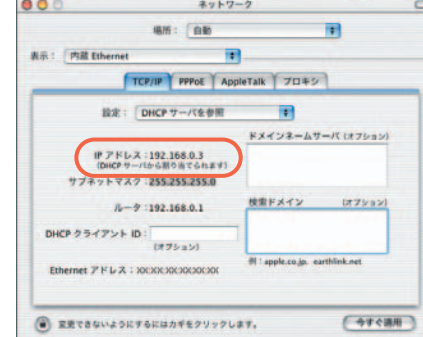 ネットワーク
場所： 自動
表示： 内蔵 Ethernet
TCP/IP PPPoE AppleTalk プロキシ
設定： DHCP サーバを参照
ドメインネームサーバ (オプション)
IP アドレス：192.168.0.3
(DHCP サーバから割り当てられます)
サブネットマスク：255.255.255.0
ルータ：192.168.0.1
検索ドメイン (オプション)
DHCP クライアント ID：
(オプション)
例：apple.co.jp, earthlink.net
Ethernet アドレス：XX:XX:XX:XX:XX:XX
変更できないようにするにはカギをクリックします。
今すぐ適用